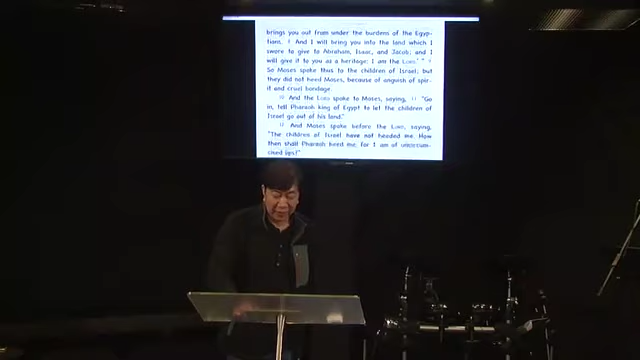 brings you out from under the burdens of the Egyp-
tians. 8 And I will bring you into the land which I
swore to give to Abraham, Isaac, and Jacob; and I
will give it to you as a heritage: I am the LORD.' " 9
So Moses spoke thus to the children of Israel; but
they did not heed Moses, because of anguish of spir-
it and cruel bondage.
10 And the LORD spoke to Moses, saying, 11 "Go
in, tell Pharaoh king of Egypt to let the children of
Israel go out of his land."
12 And Moses spoke before the LORD, saying,
"The children of Israel have not heeded me. How
then shall Pharaoh heed me, for I am of uncircum-
cised lips?"